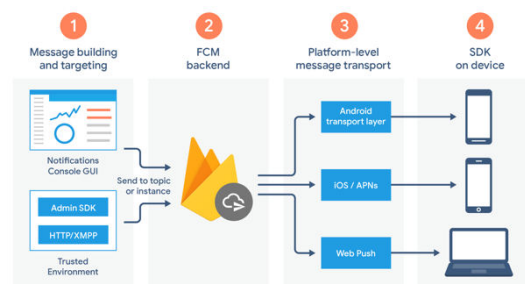 1
Message building
and targeting
2
FCM
backend
3
Platform-level
message transport
4
SDK
on device
Notifications
Console GUI
Admin SDK
HTTP/XMPP
Trusted
Environment
Send to topic
or instance
Android
transport layer
iOS / APNs
Web Push